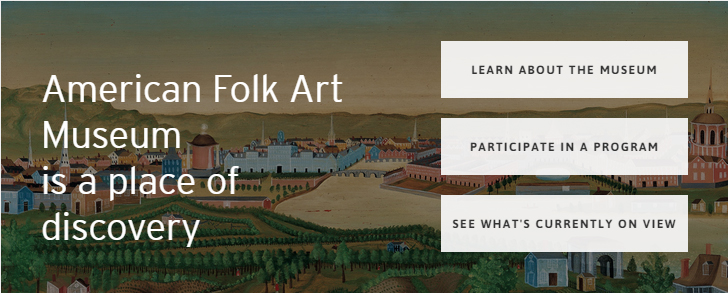 American Folk Art
Museum
is a place of
discovery
LEARN ABOUT THE MUSEUM
PARTICIPATE IN A PROGRAM
SEE WHAT'S CURRENTLY ON VIEW